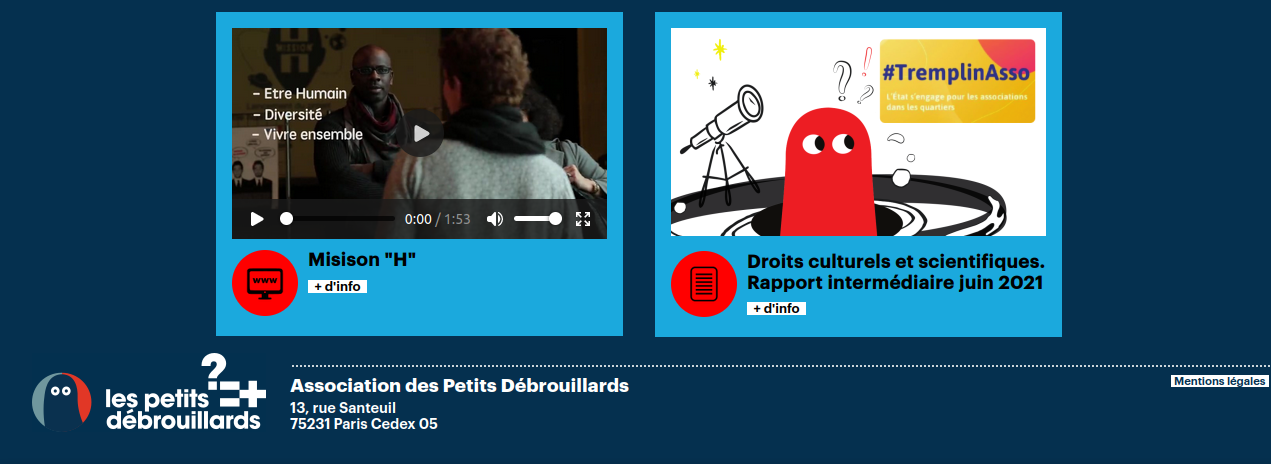 MISSION
H
– Etre Humain
– Diversité
– Vivre ensemble
0:00 / 1:53
www
Misison "H"
+ d'info
#TremplinAsso
L'État s'engage pour les associations
dans les quartiers
Droits culturels et scientifiques.
Rapport intermédiaire juin 2021
+ d'info
les petits
débrouillards
Association des Petits Débrouillards
13, rue Santeuil
75231 Paris Cedex 05
Mentions légales